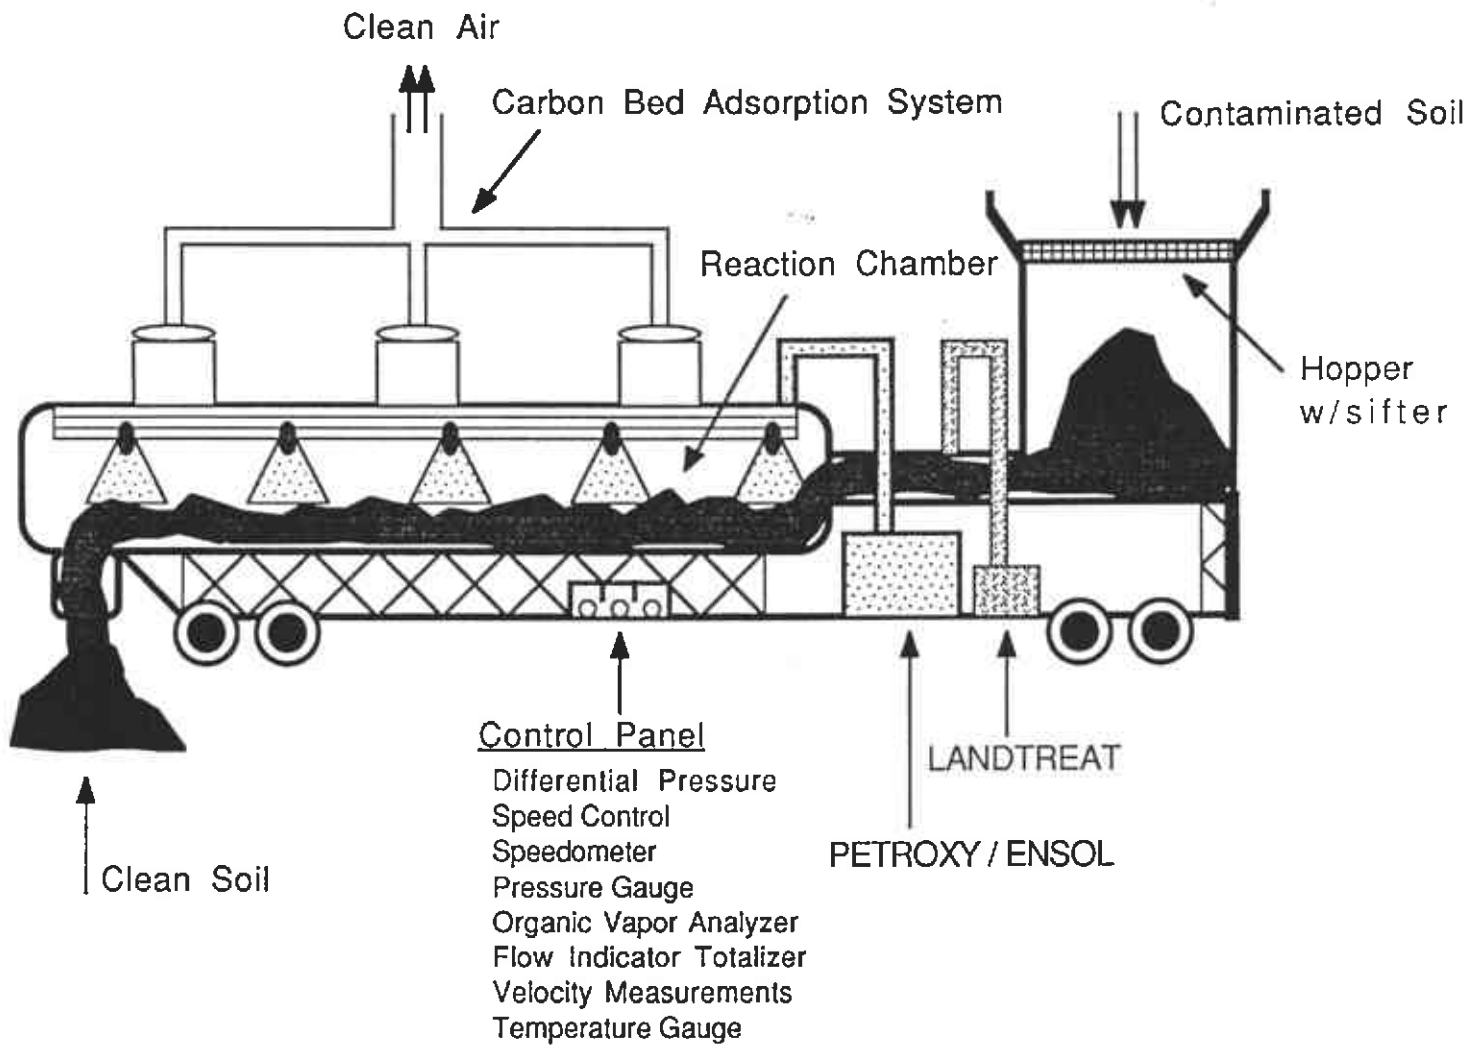 Clean Air
Carbon Bed Adsorption System
Contaminated Soil
Reaction Chamber
Hopper
w/sifter
Control Panel
Differential Pressure
Speed Control
Speedometer
Pressure Gauge
Organic Vapor Analyzer
Flow Indicator Totalizer
Velocity Measurements
Temperature Gauge
LANDTREAT
PETROXY / ENSOL
Clean Soil